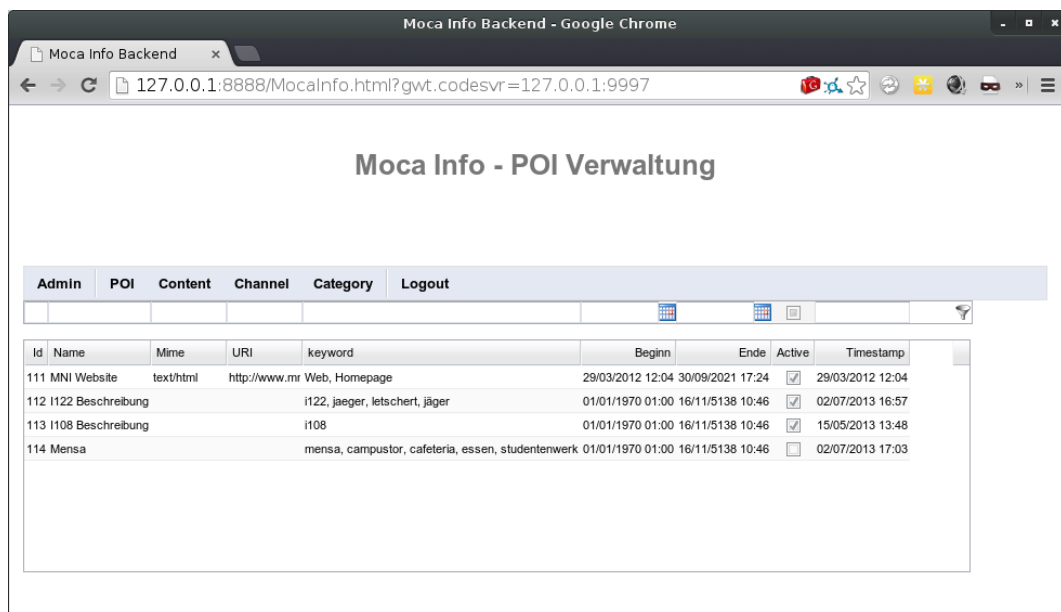 Moca Info Backend - Google Chrome
Moca Info Backend
127.0.0.1:8888/MocaInfo.html?gwt.codesvr=127.0.0.1:9997
Moca Info - POI Verwaltung
Admin POI Content Channel Category Logout
Id Name Mime URI keyword Beginn Ende Active Timestamp
111 MNI Website text/html http://www.mr Web, Homepage 29/03/2012 12:04 30/09/2021 17:24 29/03/2012 12:04
112 I122 Beschreibung i122, jaeger, letschert, jäger 01/01/1970 01:00 16/11/5138 10:46 02/07/2013 16:57
113 I108 Beschreibung i108 01/01/1970 01:00 16/11/5138 10:46 15/05/2013 13:48
114 Mensa mensa, campustor, cafeteria, essen, studentenwerk 01/01/1970 01:00 16/11/5138 10:46 02/07/2013 17:03